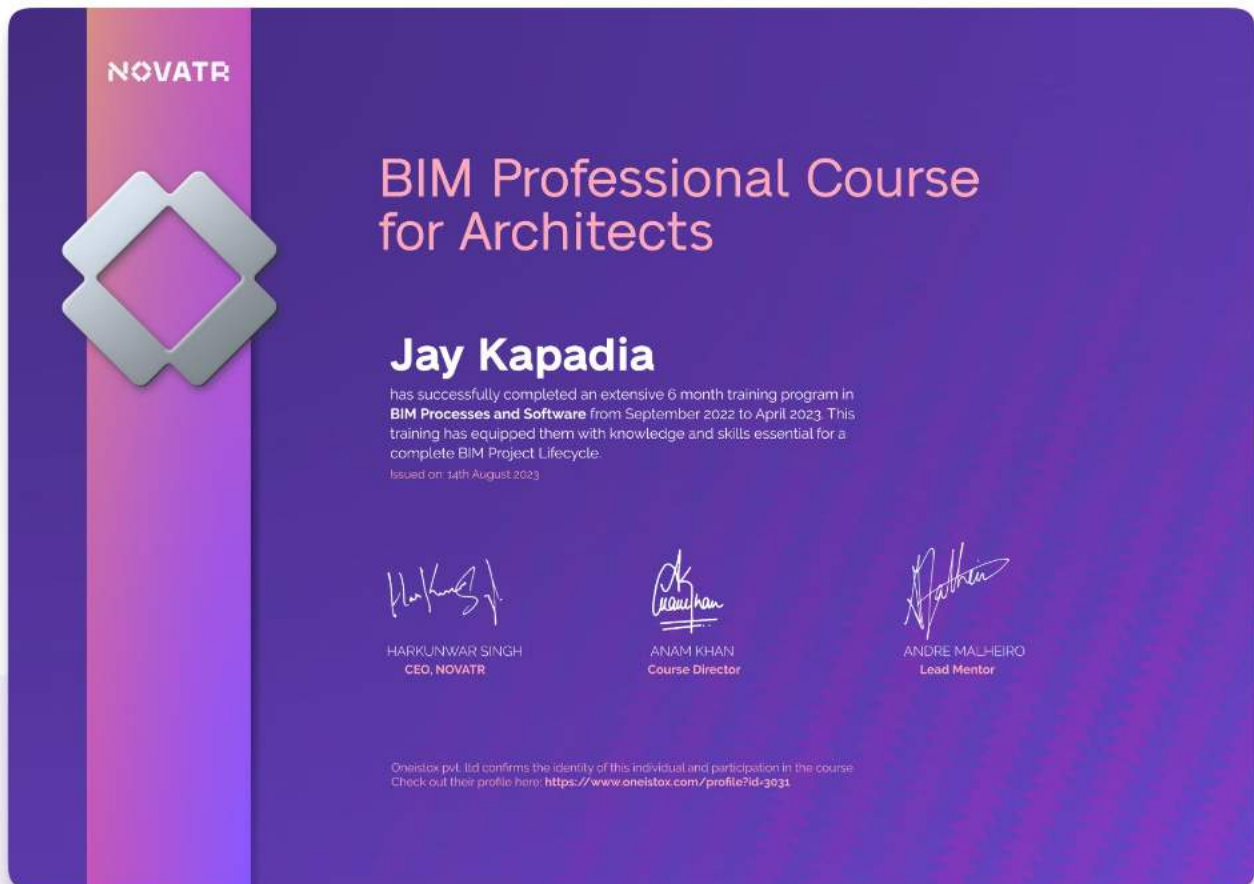 NOVATR
BIM Professional Course
for Architects
Jay Kapadia
has successfully completed an extensive 6 month training program in
BIM Processes and Software from September 2022 to April 2023. This
training has equipped them with knowledge and skills essential for a
complete BIM Project Lifecycle.
Issued on: 14th August 2023
HARKUNWAR SINGH
CEO, NOVATR
ANAM KHAN
Course Director
ANDRE MALHEIRO
Lead Mentor
Oneistox pvt. ltd confirms the identity of this individual and participation in the course
Check out their profile here: https://www.oneistox.com/profile?id=3031